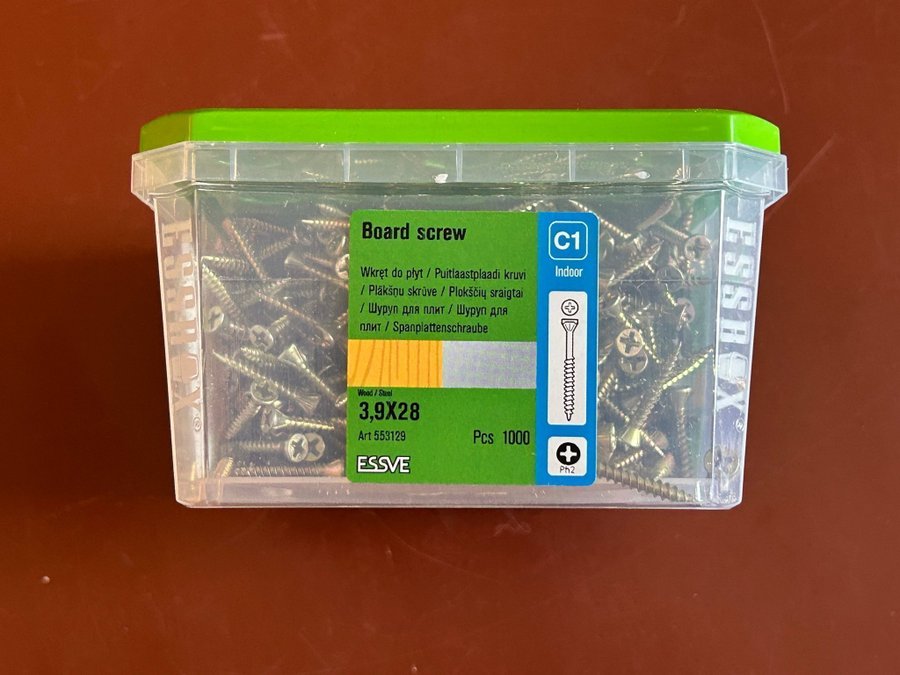 Board screw
Wkręt do płyt / Puitlaastplaadi kruvi
/ Plākšņu skrūve / Plokščių sraigtai
/ Шуруп для плит / Шуруп для
плит / Spanplattenschraube
Wood / Steel
3,9X28
Art 553129
Pcs 1000
ESSVE
C1
Indoor
Ph2
ESSBOX
ESSBOX